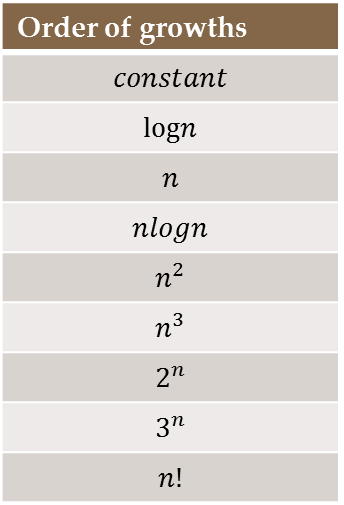 Order of growths
constant
logn
n
nlogn
n²
n³
2ⁿ
3ⁿ
n!